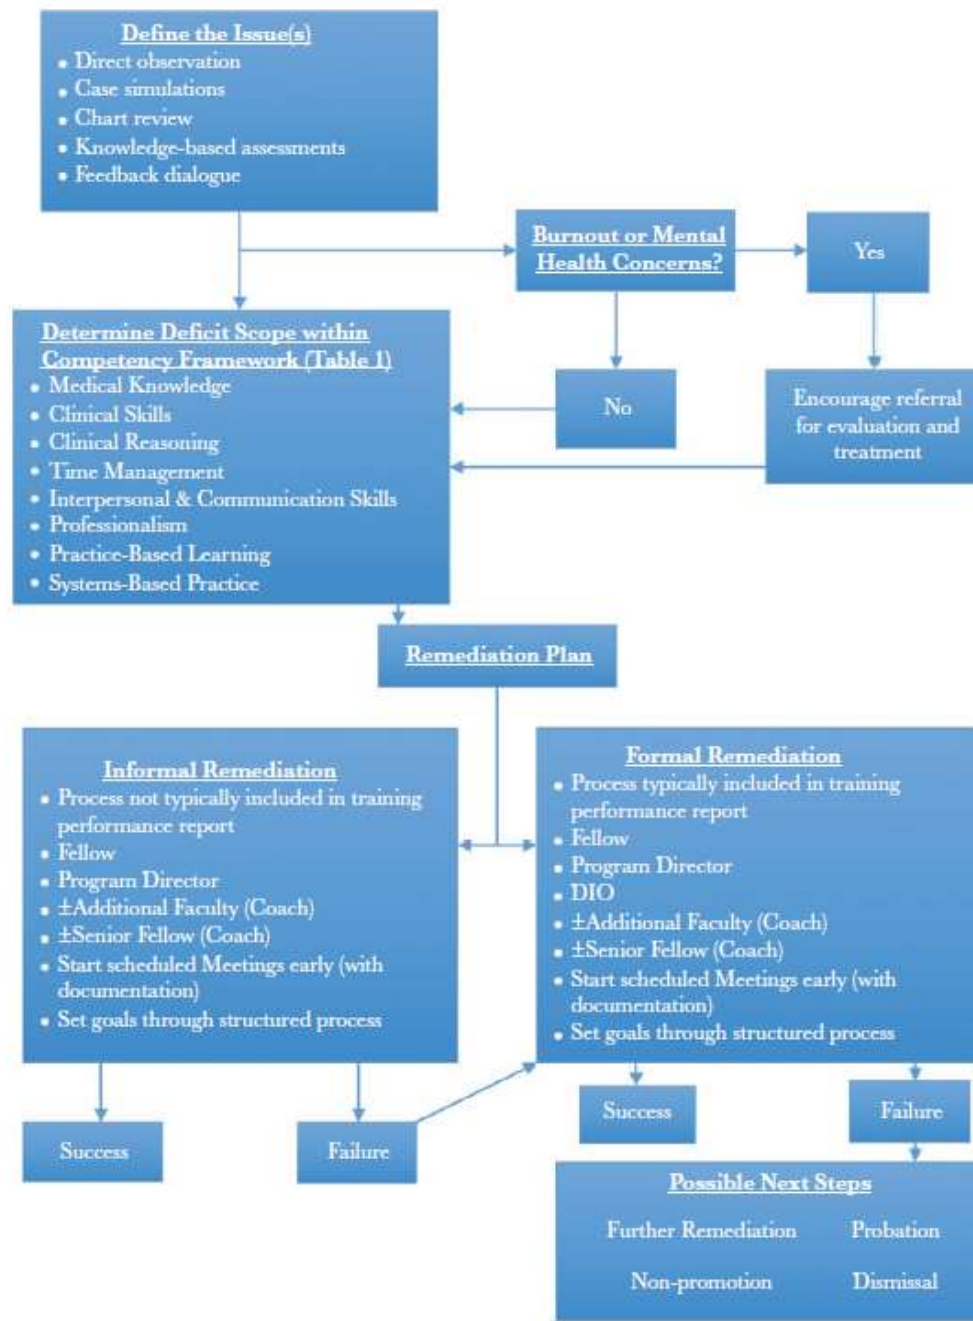 Define the Issue(s)
• Direct observation
• Case simulations
• Chart review
• Knowledge-based assessments
• Feedback dialogue
Burnout or Mental
Health Concerns?
Yes
No
Encourage referral
for evaluation and
treatment
Determine Deficit Scope within
Competency Framework (Table 1)
• Medical Knowledge
• Clinical Skills
• Clinical Reasoning
• Time Management
• Interpersonal & Communication Skills
• Professionalism
• Practice-Based Learning
• Systems-Based Practice
Remediation Plan
Informal Remediation
• Process not typically included in training
performance report
• Fellow
• Program Director
• ±Additional Faculty (Coach)
• ±Senior Fellow (Coach)
• Start scheduled Meetings early (with
documentation)
• Set goals through structured process
Formal Remediation
• Process typically included in training
performance report
• Fellow
• Program Director
• DIO
• ±Additional Faculty (Coach)
• ±Senior Fellow (Coach)
• Start scheduled Meetings early (with
documentation)
• Set goals through structured process
Success
Failure
Success
Failure
Possible Next Steps
Further Remediation Probation
Non-promotion Dismissal